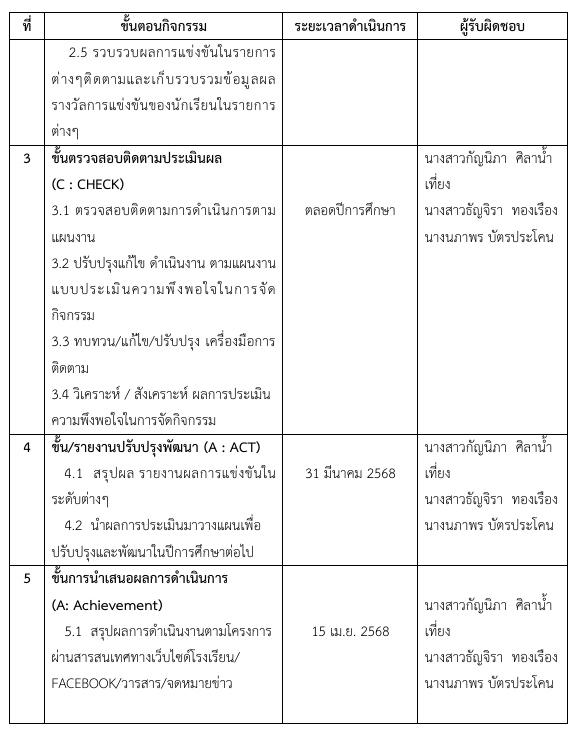 ที่ ขั้นตอนกิจกรรม ระยะเวลาดำเนินการ ผู้รับผิดชอบ
2.5 รวบรวบผลการแข่งขันในรายการ
ต่างๆติดตามและเก็บรวบรวมข้อมูลผล
รางวัลการแข่งขันของนักเรียนในรายการ
ต่างๆ
3 ขั้นตรวจสอบติดตามประเมินผล นางสาวกัญนิภา ศิลาน้ำ
(C : CHECK) เที่ยง
3.1 ตรวจสอบติดตามการดำเนินการตาม ตลอดปีการศึกษา นางสาวธัญจิรา ทองเรือง
แผนงาน นางนภาพร บัตรประโคน
3.2 ปรับปรุงแก้ไข ดำเนินงาน ตามแผนงาน
แบบประเมินความพึงพอใจในการจัด
กิจกรรม
3.3 ทบทวน/แก้ไข/ปรับปรุง เครื่องมือการ
ติดตาม
3.4 วิเคราะห์ / สังเคราะห์ ผลการประเมิน
ความพึงพอใจในการจัดกิจกรรม
4 ขั้น/รายงานปรับปรุงพัฒนา (A : ACT) นางสาวกัญนิภา ศิลาน้ำ
4.1 สรุปผล รายงานผลการแข่งขันใน 31 มีนาคม 2568 เที่ยง
ระดับต่างๆ นางสาวธัญจิรา ทองเรือง
4.2 นำผลการประเมินมาวางแผนเพื่อ นางนภาพร บัตรประโคน
ปรับปรุงและพัฒนาในปีการศึกษาต่อไป
5 ขั้นการนำเสนอผลการดำเนินการ
(A: Achievement) นางสาวกัญนิภา ศิลาน้ำ
5.1 สรุปผลการดำเนินงานตามโครงการ 15 เม.ย. 2568 เที่ยง
ผ่านสารสนเทศทางเว็บไซต์โรงเรียน/ นางสาวธัญจิรา ทองเรือง
FACEBOOK/วารสาร/จดหมายข่าว นางนภาพร บัตรประโคน